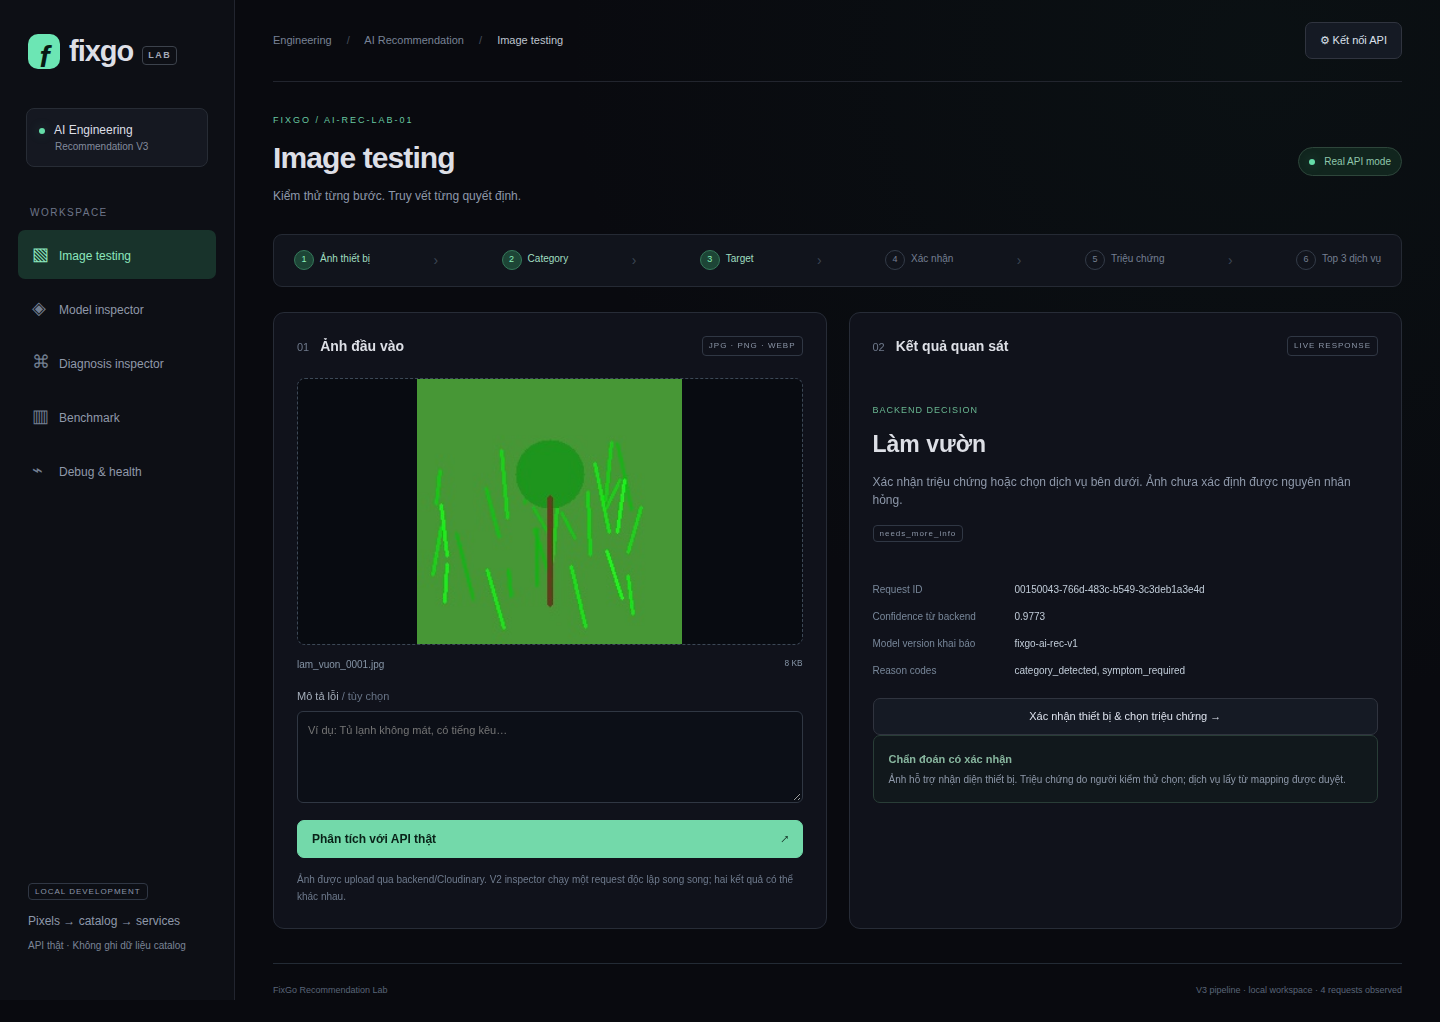 fixgo LAB
AI Engineering
Recommendation V3
WORKSPACE
Image testing
Model inspector
Diagnosis inspector
Benchmark
Debug & health
LOCAL DEVELOPMENT
Pixels → catalog → services
API thật · Không ghi dữ liệu catalog
Engineering / AI Recommendation / Image testing
⚙ Kết nối API
FIXGO / AI-REC-LAB-01
Image testing
Real API mode
Kiểm thử từng bước. Truy vết từng quyết định.
1 Ảnh thiết bị › 2 Category › 3 Target › 4 Xác nhận › 5 Triệu chứng › 6 Top 3 dịch vụ
01 Ảnh đầu vào
JPG · PNG · WEBP
lam_vuon_0001.jpg
8 KB
Mô tả lỗi / tùy chọn
Ví dụ: Tủ lạnh không mát, có tiếng kêu…
Phân tích với API thật ↗
Ảnh được upload qua backend/Cloudinary. V2 inspector chạy một request độc lập song song; hai kết quả có thể
khác nhau.
02 Kết quả quan sát
LIVE RESPONSE
BACKEND DECISION
Làm vườn
Xác nhận triệu chứng hoặc chọn dịch vụ bên dưới. Ảnh chưa xác định được nguyên nhân
hỏng.
needs_more_info
Request ID 00150043-766d-483c-b549-3c3deb1a3e4d
Confidence từ backend 0.9773
Model version khai báo fixgo-ai-rec-v1
Reason codes category_detected, symptom_required
Xác nhận thiết bị & chọn triệu chứng →
Chẩn đoán có xác nhận
Ảnh hỗ trợ nhận diện thiết bị. Triệu chứng do người kiểm thử chọn; dịch vụ lấy từ mapping được duyệt.
FixGo Recommendation Lab
V3 pipeline · local workspace · 4 requests observed